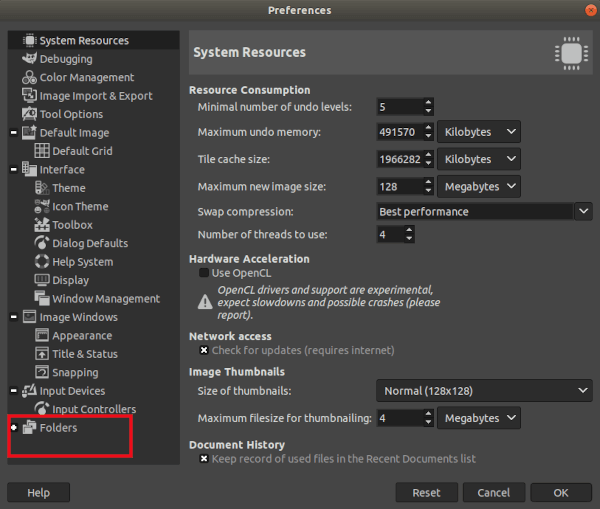 Preferences
System Resources
Debugging
Color Management
Image Import & Export
Tool Options
Default Image
Default Grid
Interface
Theme
Icon Theme
Toolbox
Dialog Defaults
Help System
Display
Window Management
Image Windows
Appearance
Title & Status
Snapping
Input Devices
Input Controllers
Folders
System Resources
Resource Consumption
Minimal number of undo levels: 5
Maximum undo memory: 491570 Kilobytes
Tile cache size: 1966282 Kilobytes
Maximum new image size: 128 Megabytes
Swap compression: Best performance
Number of threads to use: 4
Hardware Acceleration
Use OpenCL
OpenCL drivers and support are experimental,
expect slowdowns and possible crashes (please
report).
Network access
Check for updates (requires internet)
Image Thumbnails
Size of thumbnails: Normal (128x128)
Maximum filesize for thumbnailing: 4 Megabytes
Document History
Keep record of used files in the Recent Documents list
Help Reset Cancel OK